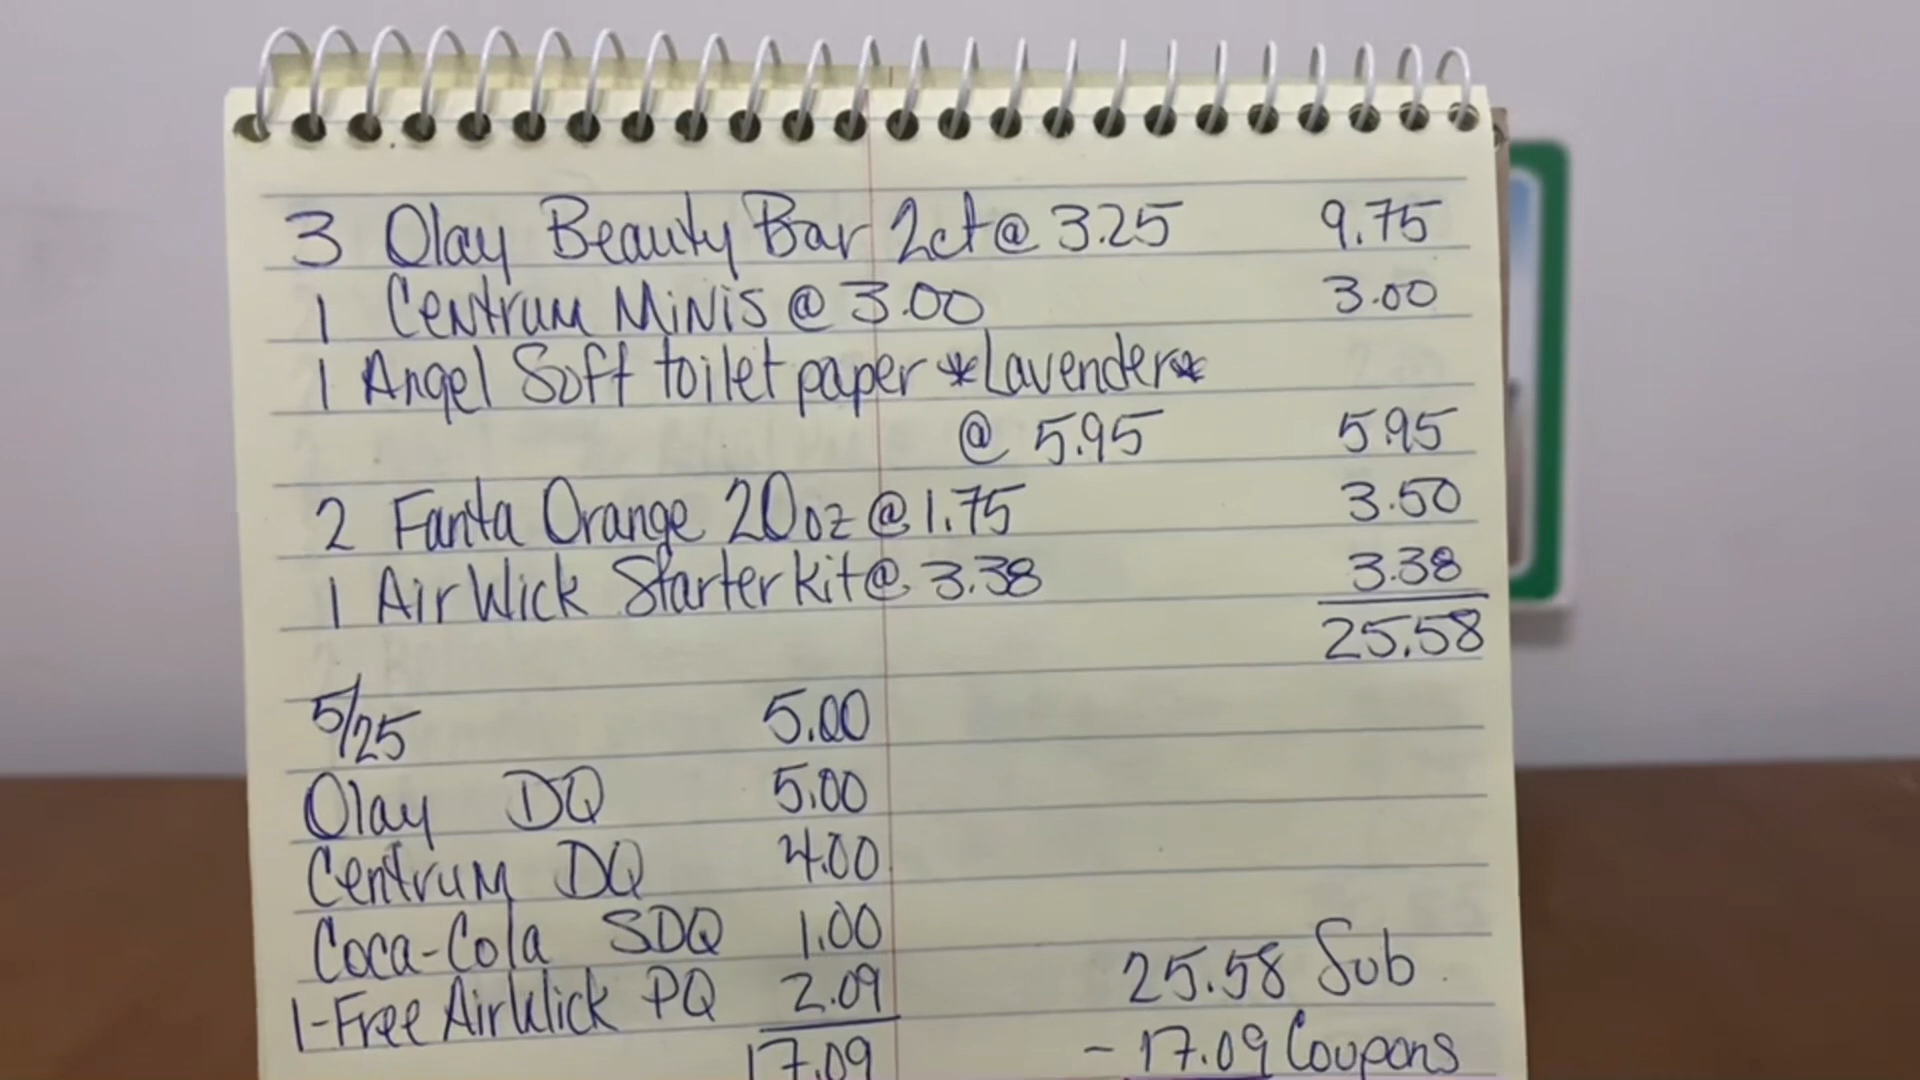 3 Olay Beauty Bar 2ct @ 3.25 9.75
1 Centrum Minis @ 3.00 3.00
1 Angel Soft toilet paper *Lavender*
@ 5.95 5.95
2 Fanta Orange 20oz @ 1.75 3.50
1 Air Wick Starter Kit @ 3.38 3.38
25.58
5/25 5.00
Olay DQ 5.00
Centrum DQ 4.00
Coca-Cola SDQ 1.00
25.58 Sub
1-Free AirWick PQ 2.09
17.09 - 17.09 Coupons